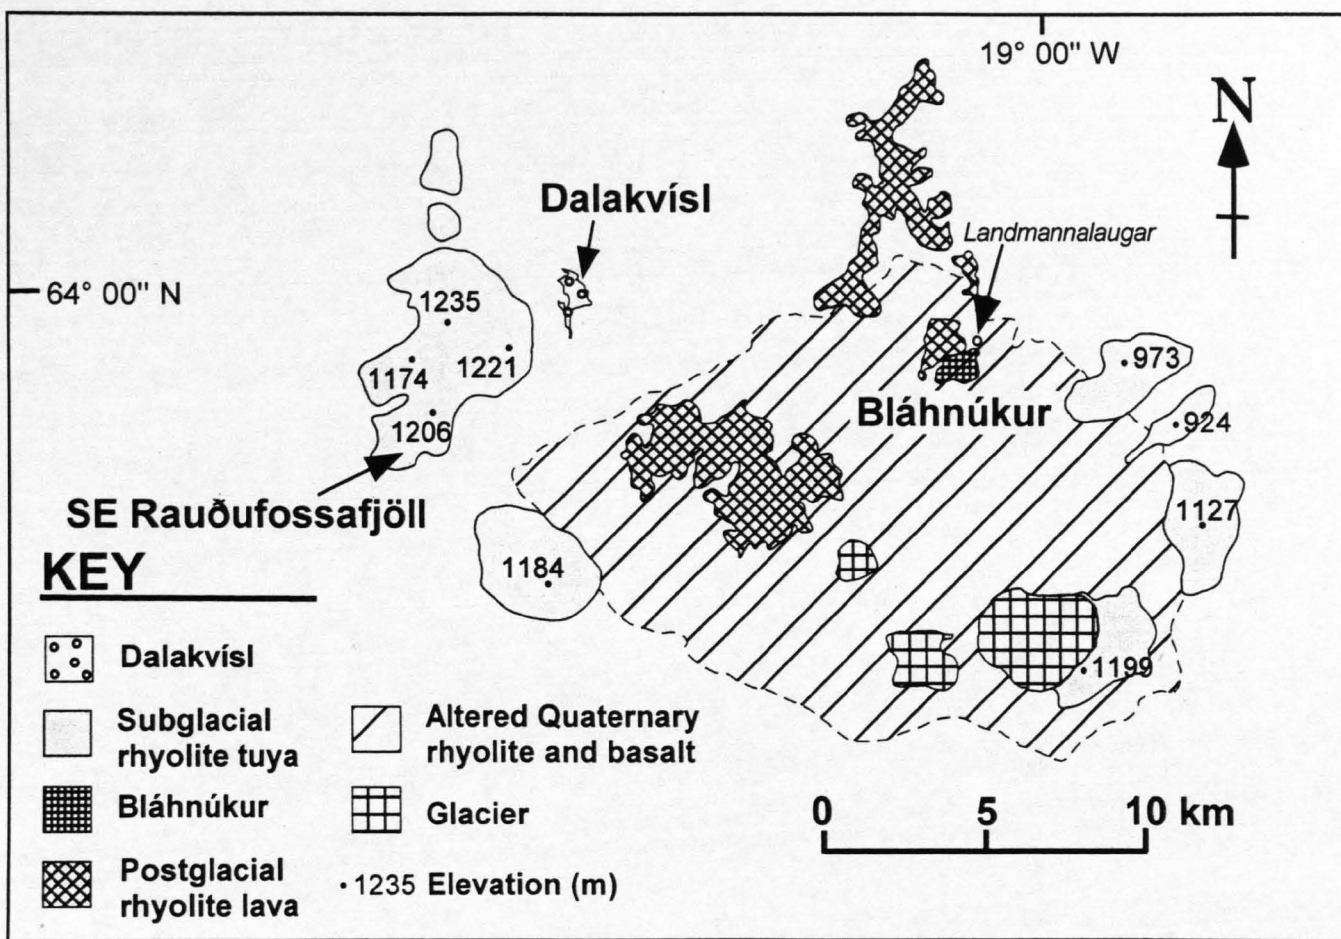 19° 00" W
N
Dalakvísl
Landmannalaugar
64° 00" N
1235
1221
1174
1206
973
924
Bláhnúkur
SE Rauðufossafjöll
1127
1184
1199
KEY
Dalakvísl
Subglacial
rhyolite tuya
Bláhnúkur
Postglacial
rhyolite lava
Altered Quaternary
rhyolite and basalt
Glacier
1235 Elevation (m)
0 5 10 km